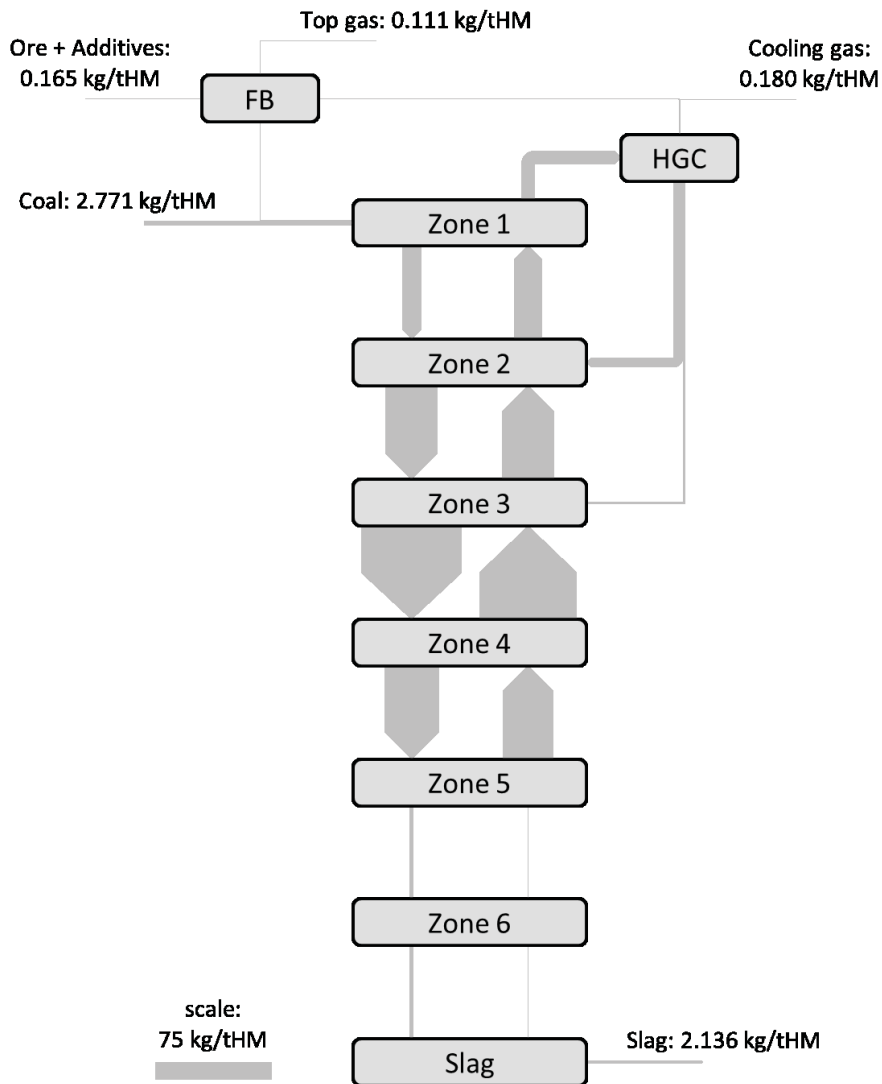 Top gas: 0.111 kg/tHM
Ore + Additives:
0.165 kg/tHM
Cooling gas:
0.180 kg/tHM
FB
HGC
Coal: 2.771 kg/tHM
Zone 1
Zone 2
Zone 3
Zone 4
Zone 5
Zone 6
scale:
75 kg/tHM
Slag
Slag: 2.136 kg/tHM